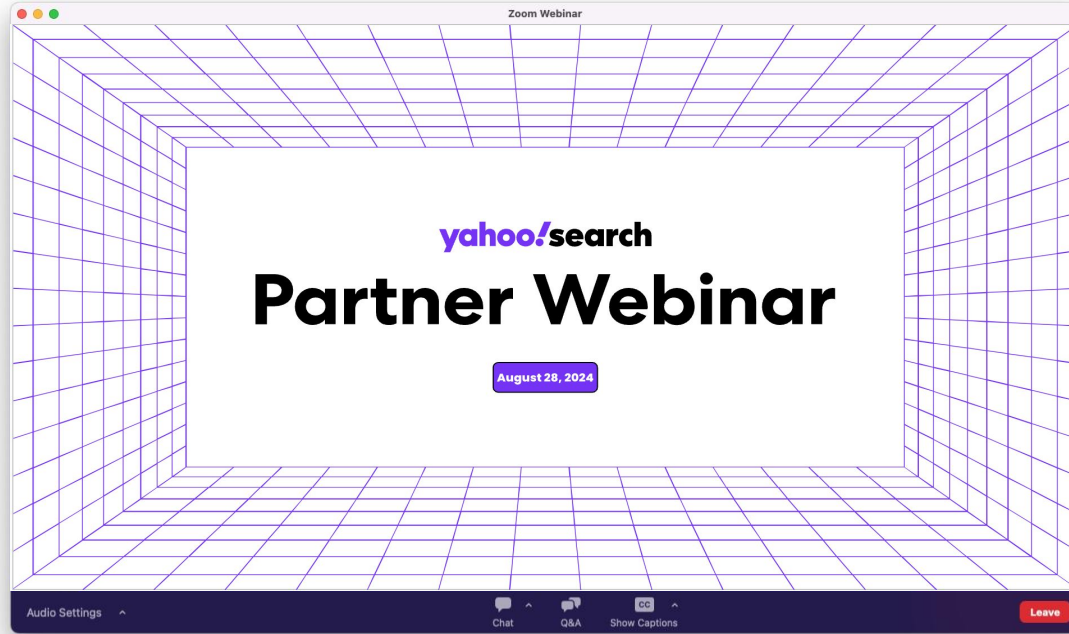 Zoom Webinar
yahoo!search
Partner Webinar
August 28, 2024
Audio Settings
Chat
Q&A
CC
Show Captions
Leave